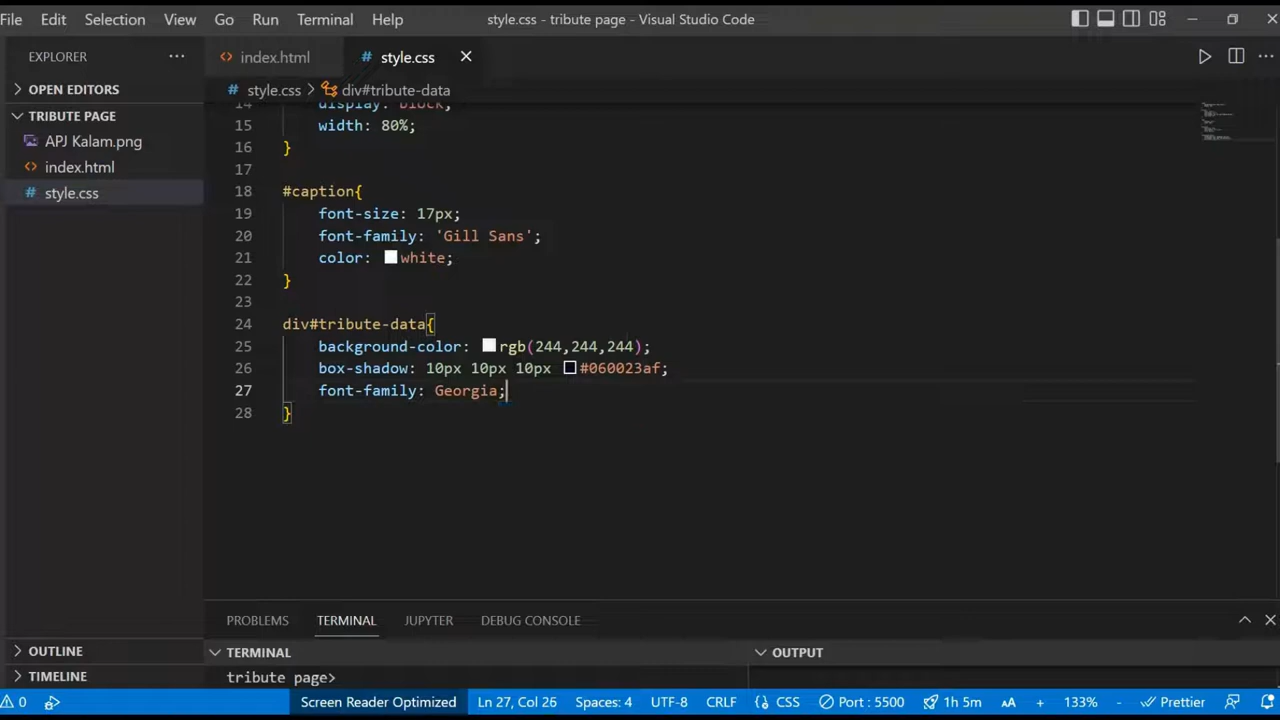 File Edit Selection View Go Run Terminal Help style.css - tribute page - Visual Studio Code
EXPLORER
index.html
style.css
OPEN EDITORS
style.css > div#tribute-data
TRIBUTE PAGE
APJ Kalam.png
index.html
style.css
14 display: block;
15 width: 80%;
16 }
17
18 #caption{
19 font-size: 17px;
20 font-family: 'Gill Sans';
21 color: white;
22 }
23
24 div#tribute-data{
25 background-color: rgb(244,244,244);
26 box-shadow: 10px 10px 10px #060023af;
27 font-family: Georgia;
28 }
PROBLEMS TERMINAL JUPYTER DEBUG CONSOLE
OUTLINE
TIMELINE
TERMINAL
OUTPUT
tribute page>
0 Screen Reader Optimized Ln 27, Col 26 Spaces: 4 UTF-8 CRLF {} CSS Port : 5500 1h 5m AA + 133% - Prettier